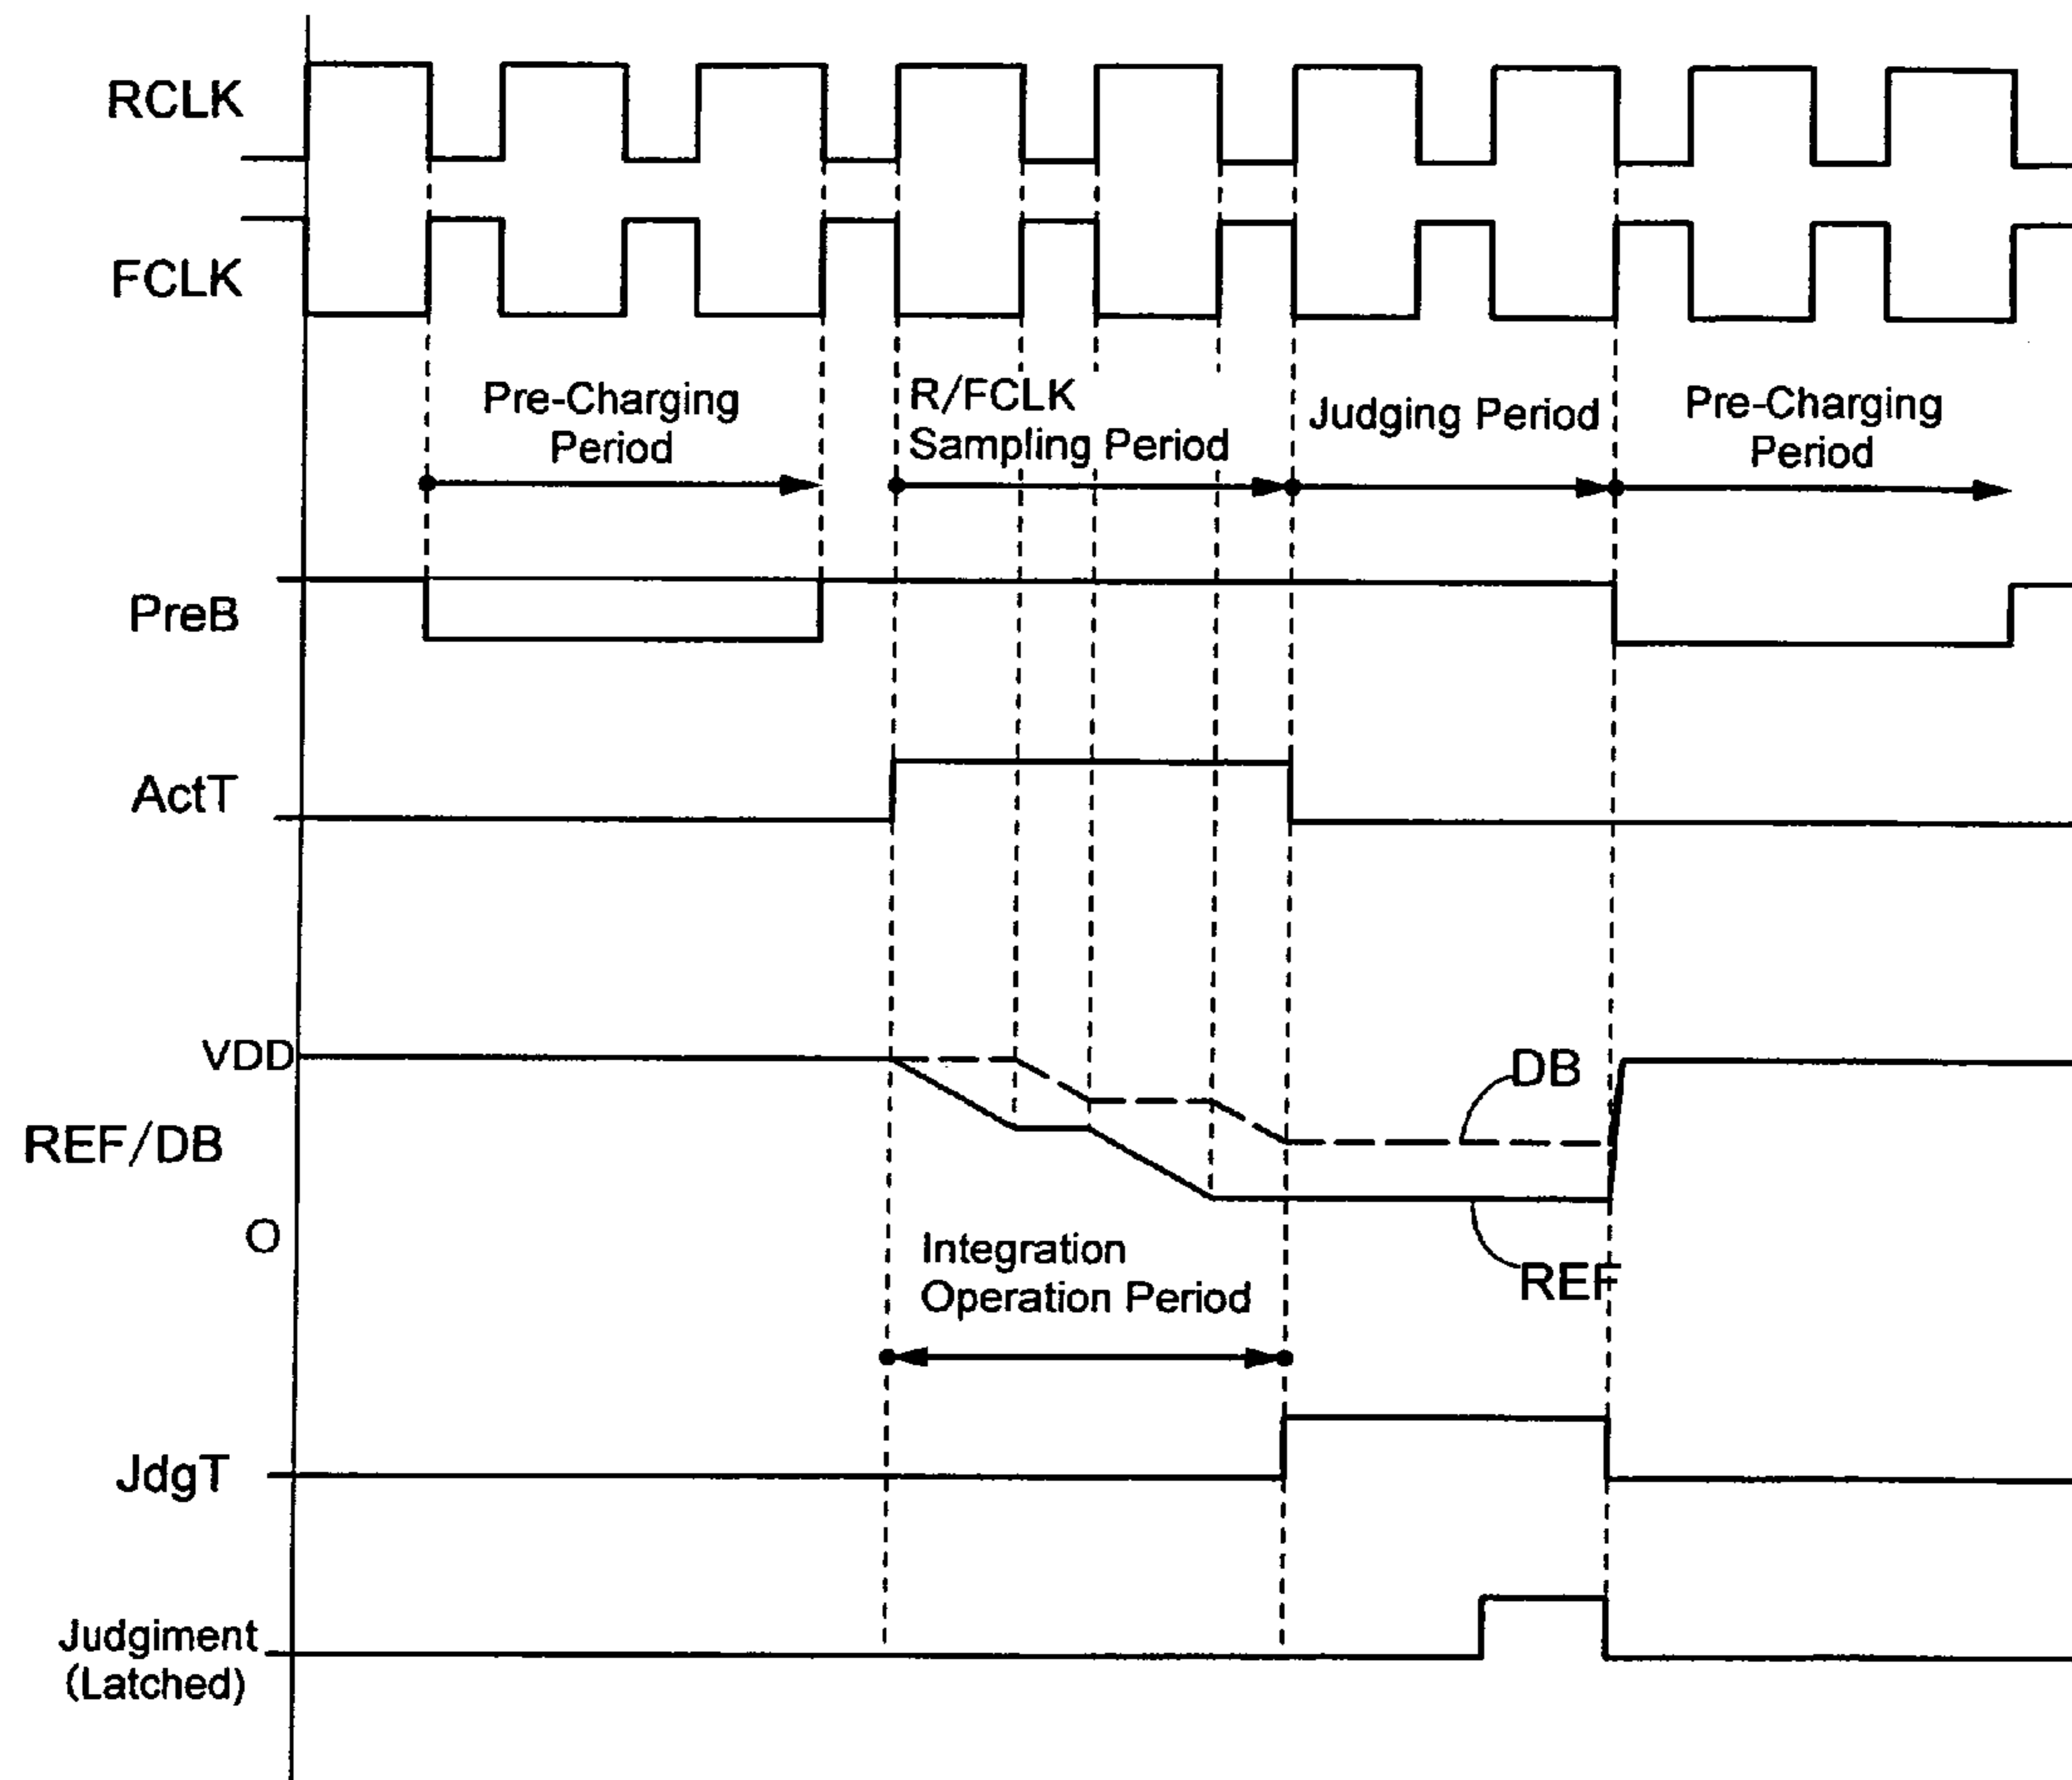 RCLK
FCLK
Pre-Charging
Period
R/FCLK
Sampling Period
Judging Period
Pre-Charging
Period
PreB
ActT
VDD
DB
REF/DB
O
REF
Integration
Operation Period
JdgT
Judgiment
(Latched)